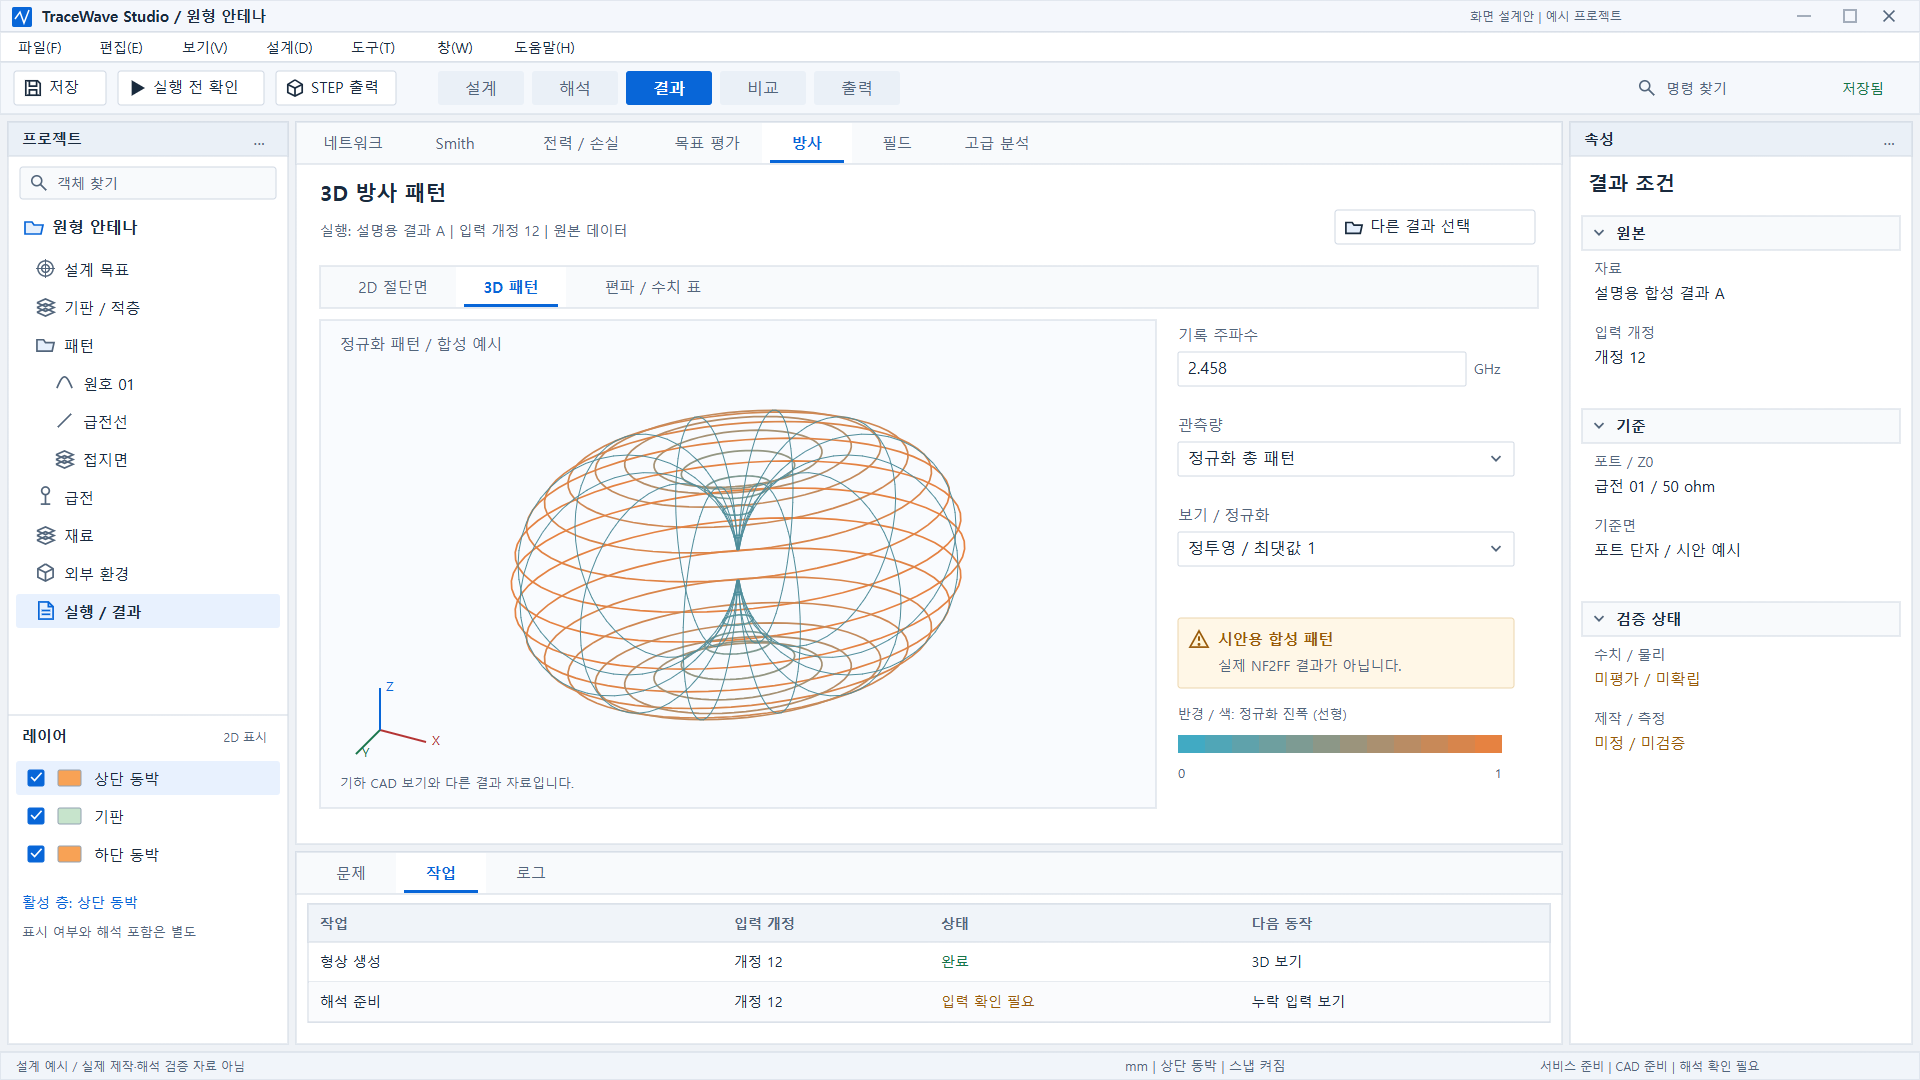 TraceWave Studio / 원형 안테나
화면 설계안 | 예시 프로젝트
파일(F) 편집(E) 보기(V) 설계(D) 도구(T) 창(W) 도움말(H)
저장 실행 전 확인 STEP 출력 설계 해석 결과 비교 출력 명령 찾기 저장됨
프로젝트 ...
객체 찾기
원형 안테나
설계 목표
기판 / 적층
패턴
원호 01
급전선
접지면
급전
재료
외부 환경
실행 / 결과
레이어 2D 표시
상단 동박
기판
하단 동박
활성 층: 상단 동박
표시 여부와 해석 포함은 별도
네트워크 Smith 전력 / 손실 목표 평가 방사 필드 고급 분석
3D 방사 패턴
실행: 설명용 결과 A | 입력 개정 12 | 원본 데이터
다른 결과 선택
2D 절단면 3D 패턴 편파 / 수치 표
정규화 패턴 / 합성 예시
Z
X
Y
기하 CAD 보기와 다른 결과 자료입니다.
기록 주파수
2.458 GHz
관측량
정규화 총 패턴
보기 / 정규화
정투영 / 최댓값 1
시안용 합성 패턴
실제 NF2FF 결과가 아닙니다.
반경 / 색: 정규화 진폭 (선형)
0 1
문제 작업 로그
작업 입력 개정 상태 다음 동작
형상 생성 개정 12 완료 3D 보기
해석 준비 개정 12 입력 확인 필요 누락 입력 보기
속성 ...
결과 조건
원본
자료
설명용 합성 결과 A
입력 개정
개정 12
기준
포트 / Z0
급전 01 / 50 ohm
기준면
포트 단자 / 시안 예시
검증 상태
수치 / 물리
미평가 / 미확립
제작 / 측정
미정 / 미검증
설계 예시 / 실제 제작·해석 검증 자료 아님
mm | 상단 동박 | 스냅 켜짐
서비스 준비 | CAD 준비 | 해석 확인 필요